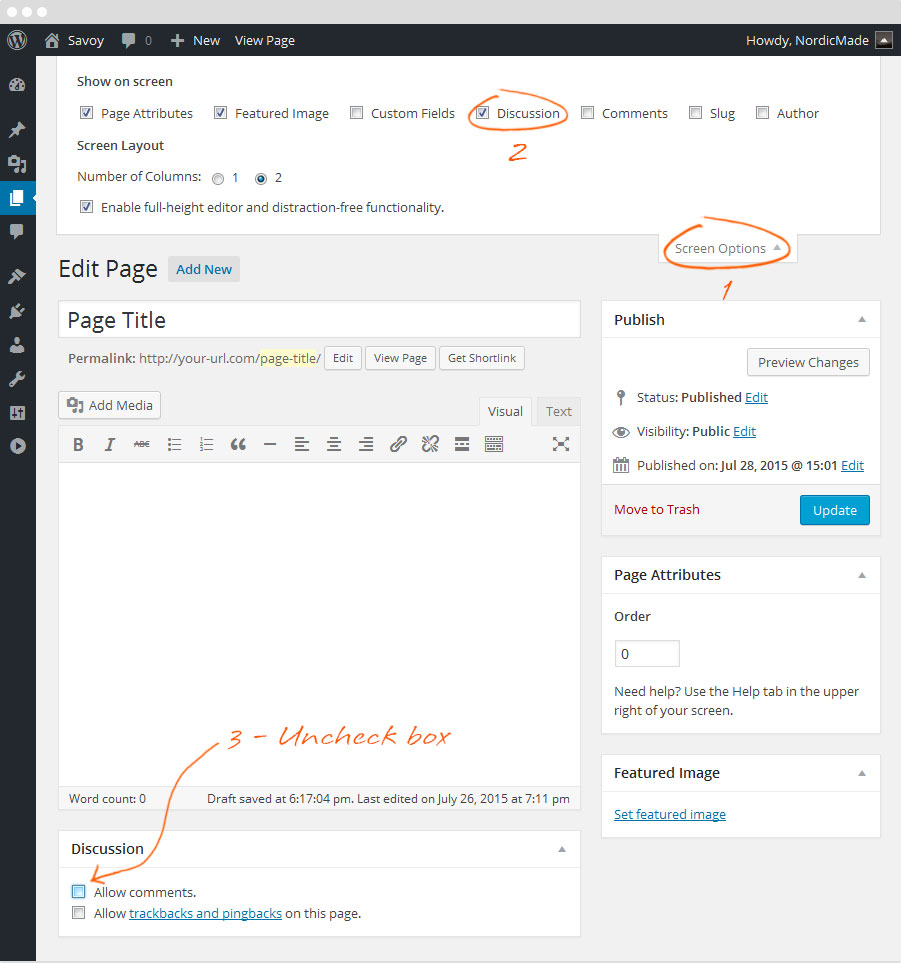 Savoy 0 New View Page Howdy, NordicMade
Show on screen
Page Attributes Featured Image Custom Fields Discussion Comments Slug Author
2
Screen Layout
Number of Columns: 1 2
Enable full-height editor and distraction-free functionality.
Screen Options
1
Edit Page Add New
Page Title
Permalink: http://your-url.com/page-title/ Edit View Page Get Shortlink
Add Media Visual Text
B I ABC
Word count: 0 Draft saved at 6:17:04 pm. Last edited on July 26, 2015 at 7:11 pm
3 - Uncheck box
Discussion
Allow comments.
Allow trackbacks and pingbacks on this page.
Publish
Preview Changes
Status: Published Edit
Visibility: Public Edit
Published on: Jul 28, 2015 @ 15:01 Edit
Move to Trash Update
Page Attributes
Order
0
Need help? Use the Help tab in the upper
right of your screen.
Featured Image
Set featured image